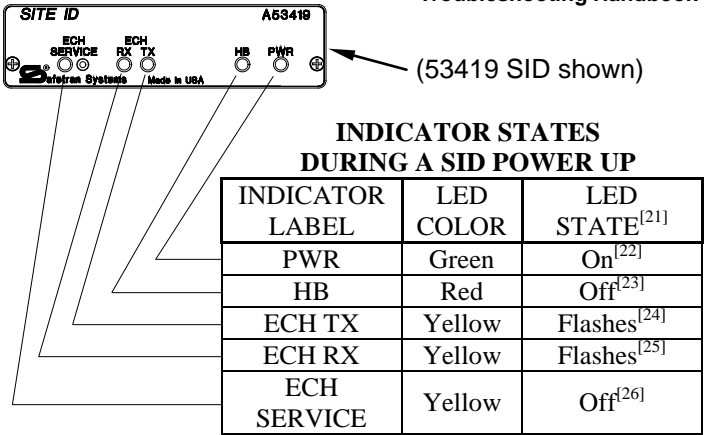 Troubleshooting Handbook
SITE ID A53419
ECH ECH
SERVICE RX TX HB PWR
Safetran Systems Made in USA
(53419 SID shown)
INDICATOR STATES
DURING A SID POWER UP
INDICATOR LABEL LED COLOR LED STATE[21]
PWR Green On[22]
HB Red Off[23]
ECH TX Yellow Flashes[24]
ECH RX Yellow Flashes[25]
ECH SERVICE Yellow Off[26]